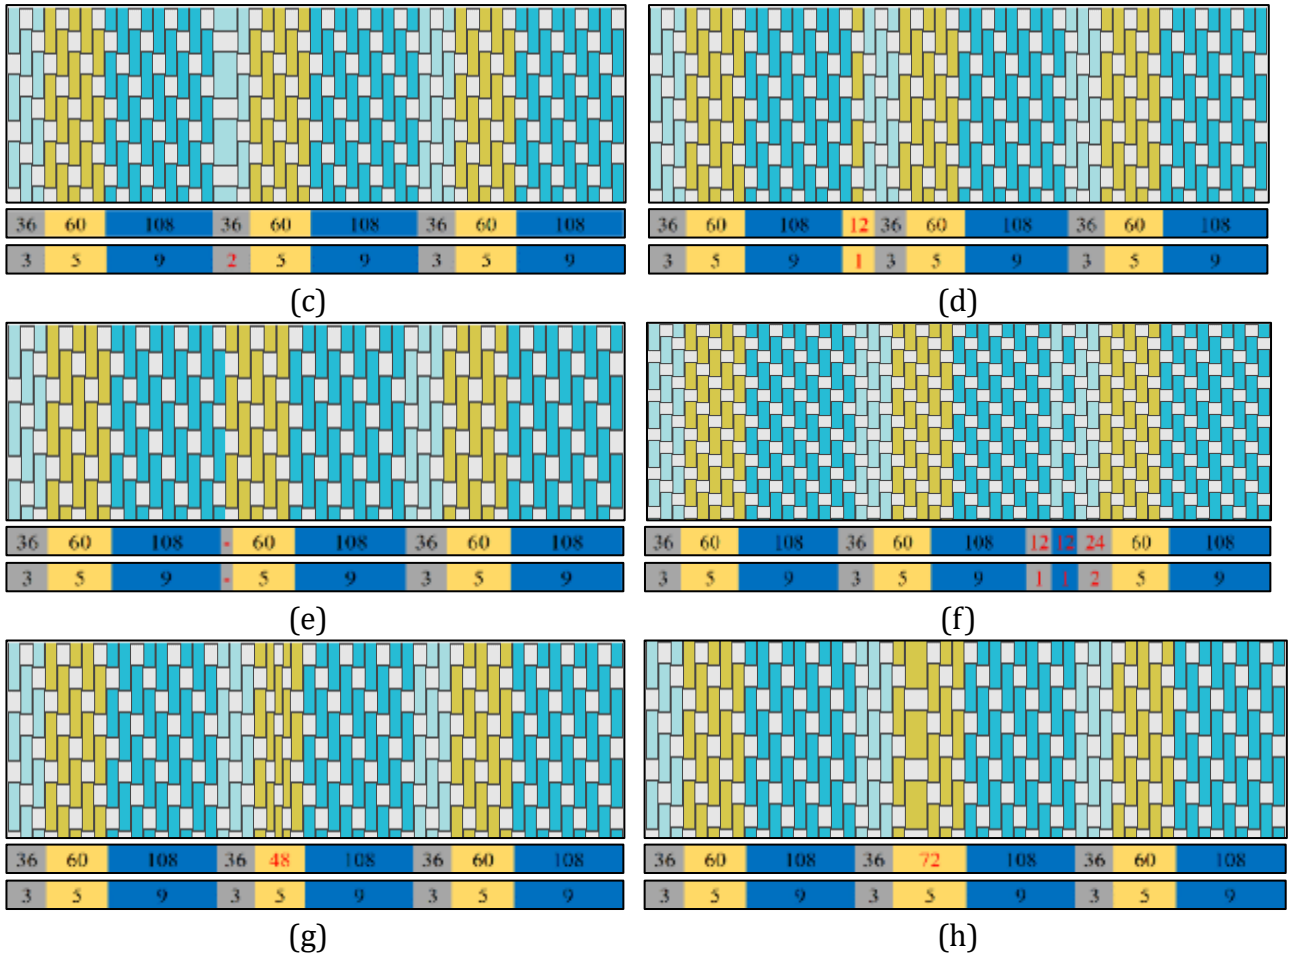 36 60 108 36 60 108 36 60 108
3 5 9 2 5 9 3 5 9
(c)
36 60 108 12 36 60 108 36 60 108
3 5 9 1 3 5 9 3 5 9
(d)
36 60 108 - 60 108 36 60 108
3 5 9 - 5 9 3 5 9
(e)
36 60 108 36 60 108 12 12 24 60 108
3 5 9 3 5 9 1 1 2 5 9
(f)
36 60 108 36 48 108 36 60 108
3 5 9 3 5 9 3 5 9
(g)
36 60 108 36 72 108 36 60 108
3 5 9 3 5 9 3 5 9
(h)